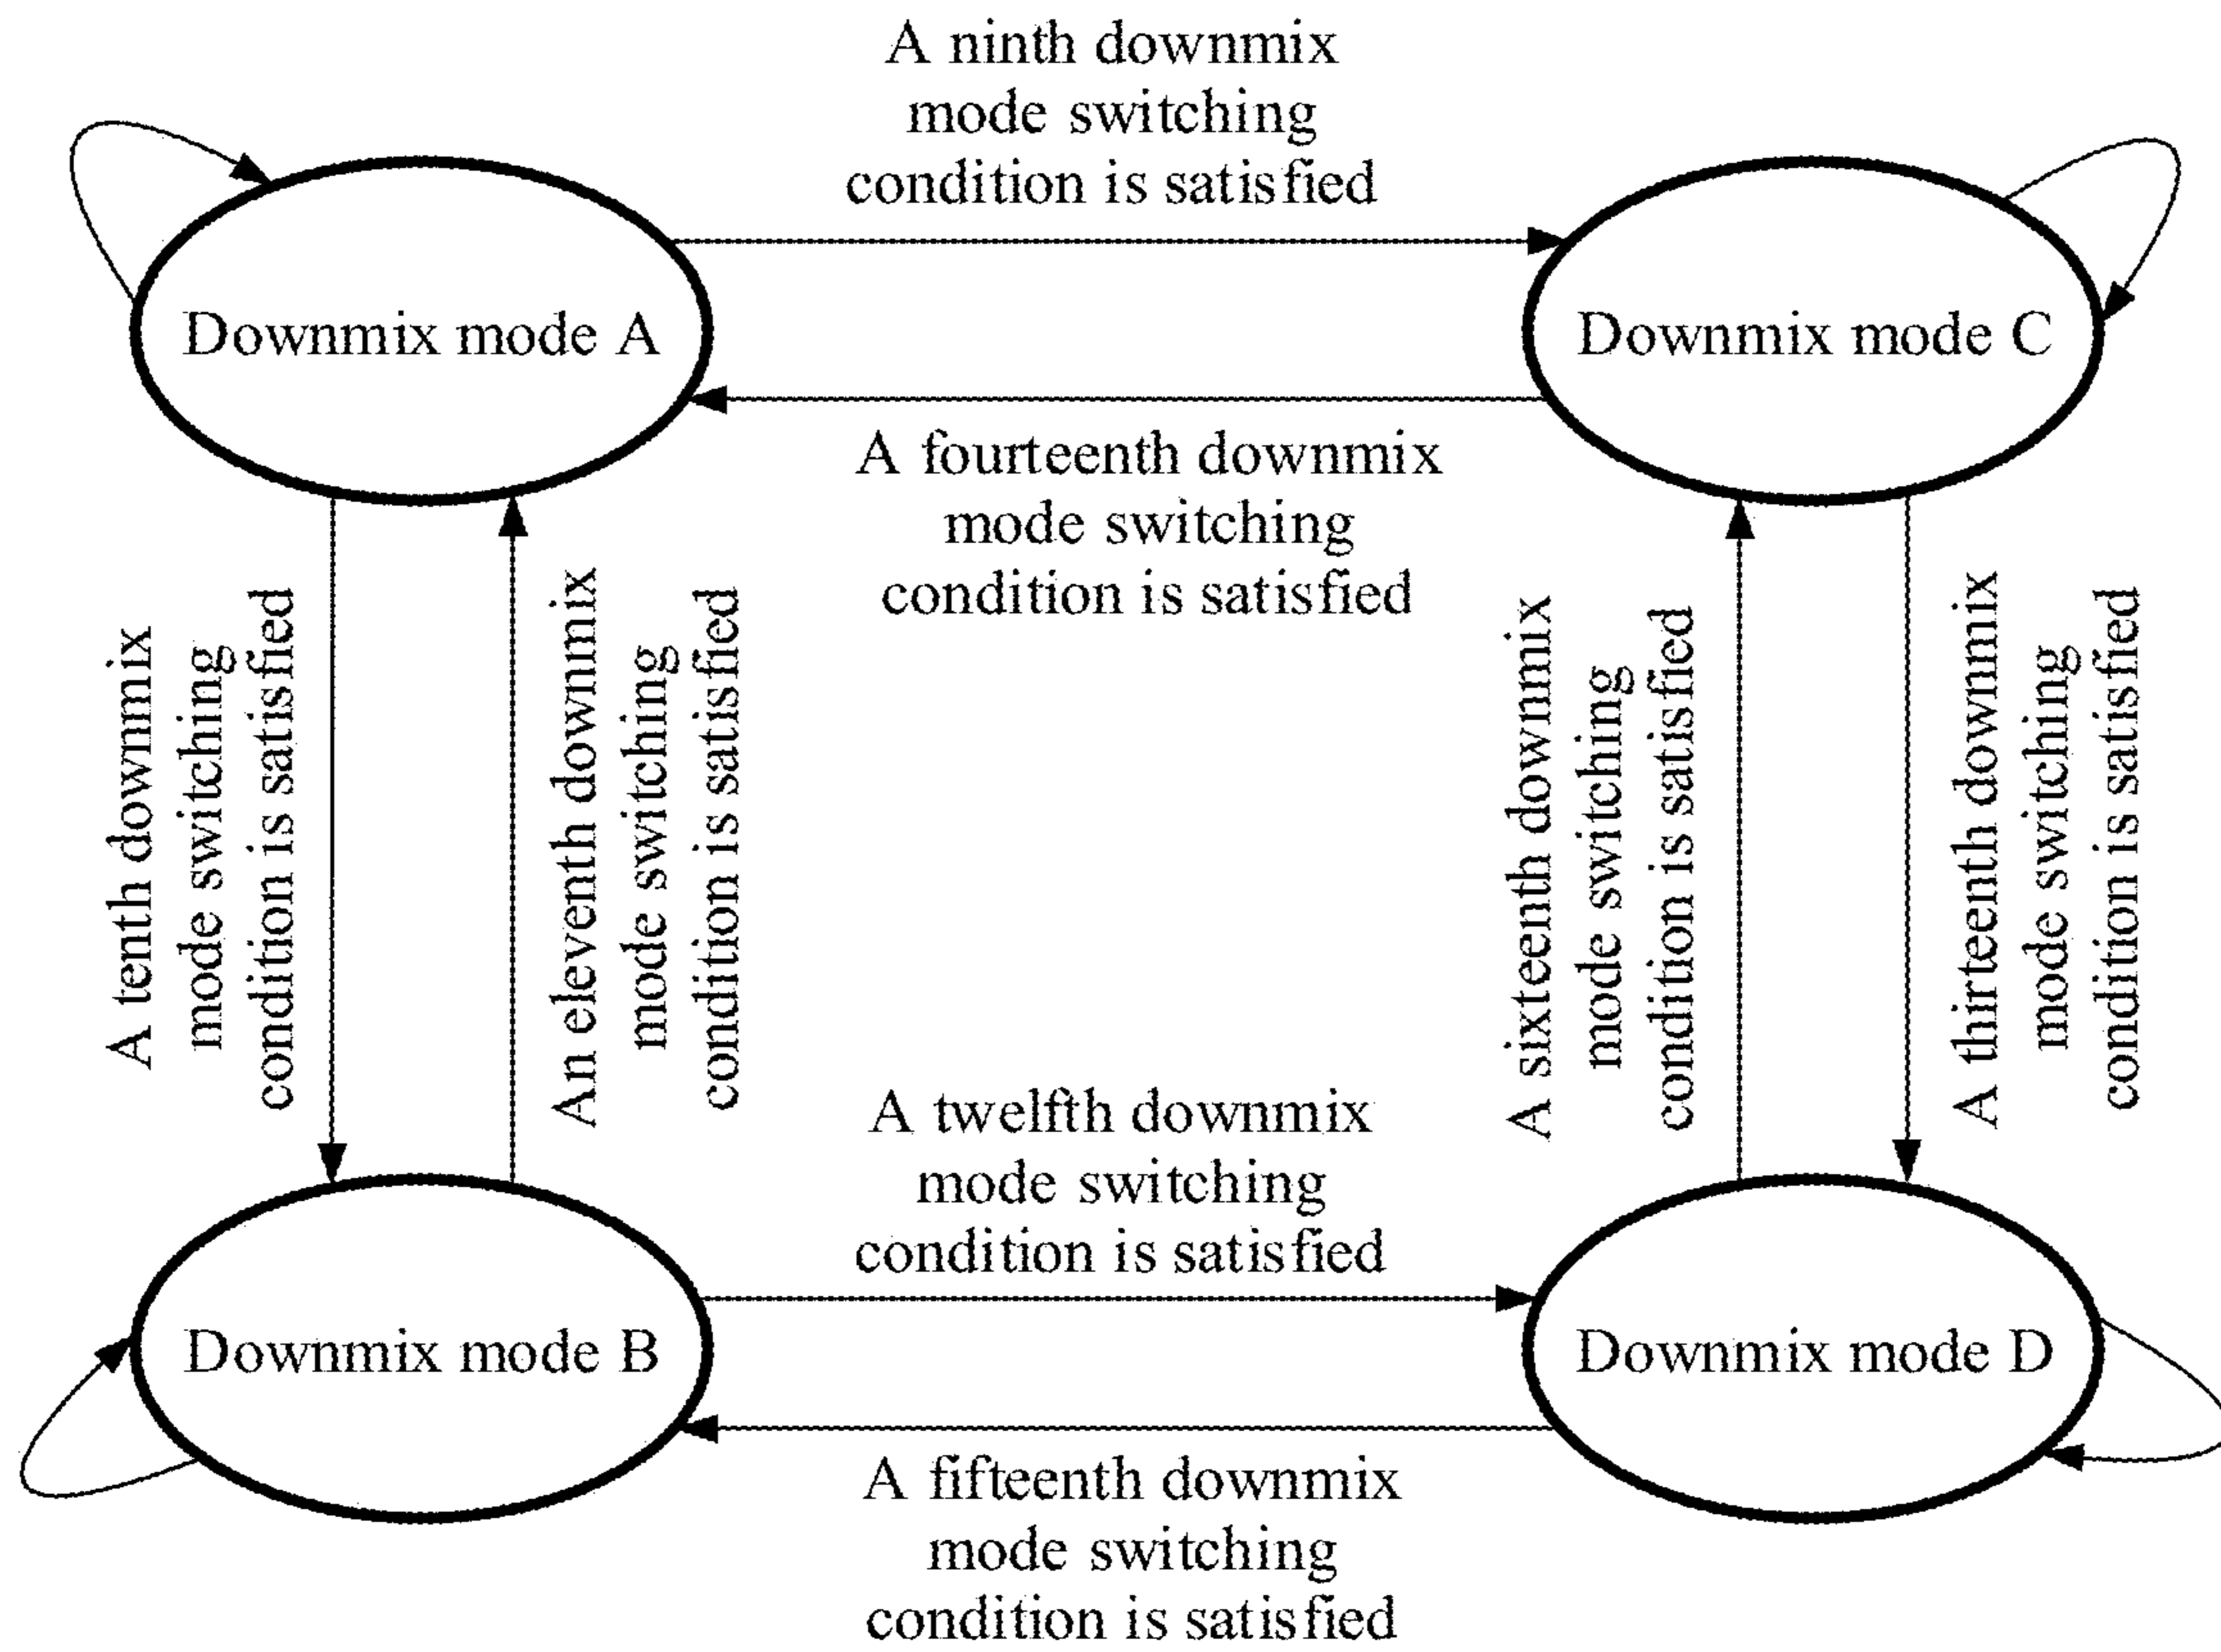 A ninth downmix
mode switching
condition is satisfied
Downmix mode A
Downmix mode C
A fourteenth downmix
mode switching
condition is satisfied
A tenth downmix
mode switching
condition is satisfied
An eleventh downmix
mode switching
condition is satisfied
A sixteenth downmix
mode switching
condition is satisfied
A thirteenth downmix
mode switching
condition is satisfied
A twelfth downmix
mode switching
condition is satisfied
Downmix mode B
Downmix mode D
A fifteenth downmix
mode switching
condition is satisfied